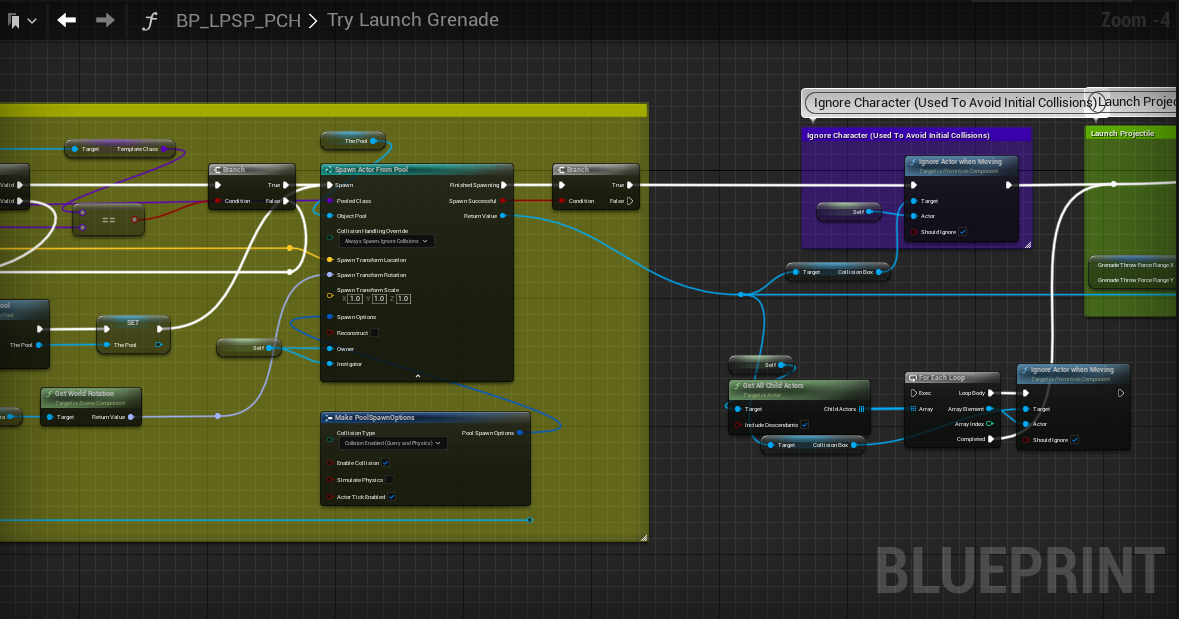 BP_LPSP_PCH > Try Launch Grenade
Zoom -4
Ignore Character (Used To Avoid Initial Collisions)
Launch Projec
Ignore Character (Used To Avoid Initial Collisions)
Launch Projectile
Target Template Class
The Pool
Valid
Valid
==
Branch
True
Condition False
Spawn Actor From Pool
Spawn Finished Spawning
Pooled Class Spawn Successful
Object Pool Return Value
Collision Handling Override
Always Spawn, Ignore Collisions
Spawn Transform Location
Spawn Transform Rotation
Spawn Transform Scale
X 1.0 Y 1.0 Z 1.0
Spawn Options
Reconstruct
Owner
Instigator
Branch
True
Condition False
Ignore Actor when Moving
Target is Primitive Component
Target
Actor
Should Ignore
Self
Target Collision Box
Grenade Throw Force Range X
Grenade Throw Force Range Y
ool
Pool
The Pool
SET
The Pool
Self
Get World Rotation
Target is Scene Component
Target Return Value
Make PoolSpawnOptions
Collision Type Pool Spawn Options
Collision Enabled (Query and Physics)
Enable Collision
Simulate Physics
Actor Tick Enabled
Self
Get All Child Actors
Target is Actor
Target Child Actors
Include Descendants
Target Collision Box
For Each Loop
Exec Loop Body
Array Array Element
Array Index
Completed
Ignore Actor when Moving
Target is Primitive Component
Target
Actor
Should Ignore
BLUEPRINT